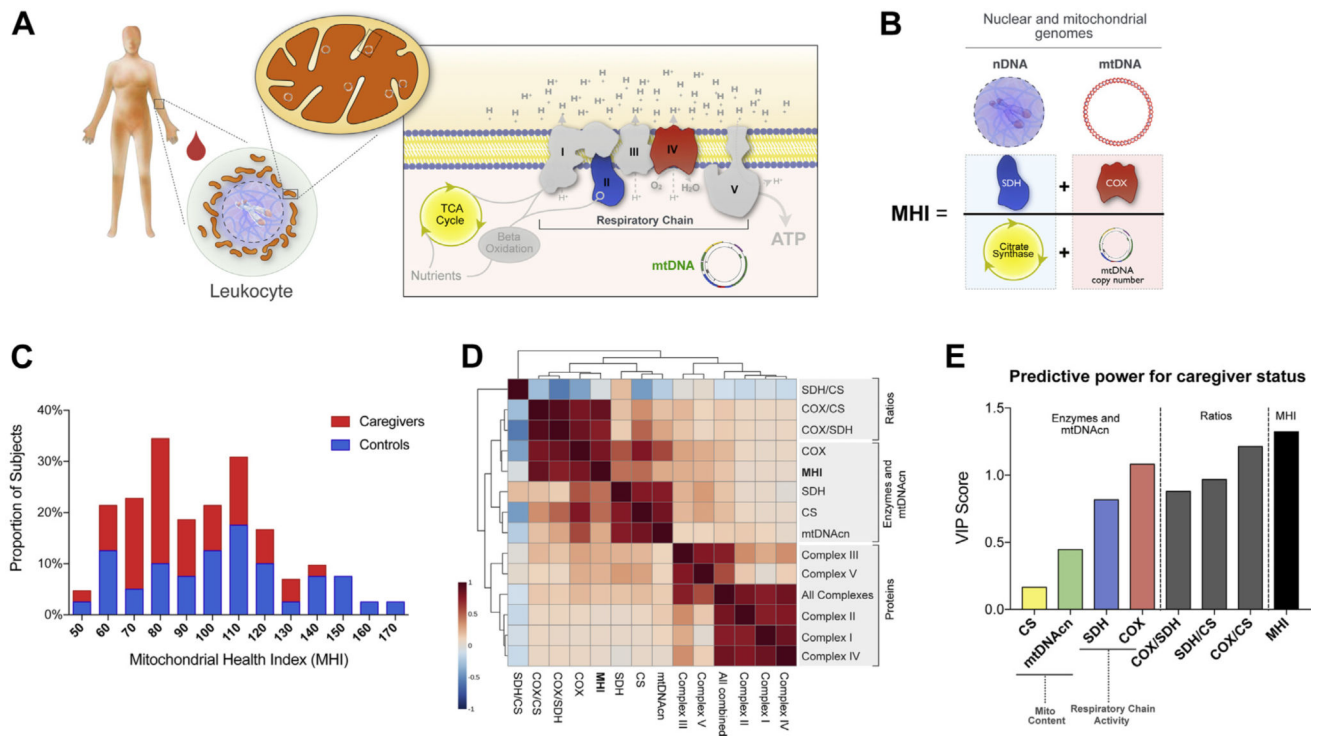 A
Leukocyte
H⁺ H⁺ H⁺ H⁺ H⁺ H⁺ H⁺
H⁺ H⁺ H⁺ H⁺ H⁺ H⁺ H⁺
I
II
III
IV
V
H⁺
H⁺
H⁺
H⁺
O₂
H₂O
TCA
Cycle
Beta
Oxidation
Nutrients
Respiratory Chain
ATP
mtDNA
B
Nuclear and mitochondrial
genomes
nDNA
mtDNA
MHI =
SDH
+
COX
Citrate
Synthase
+
mtDNA
copy number
C
Proportion of Subjects
40%
30%
20%
10%
0%
Caregivers
Controls
50 60 70 80 90 100 110 120 130 140 150 160 170
Mitochondrial Health Index (MHI)
D
SDH/CS
COX/CS
COX/SDH
COX
MHI
SDH
CS
mtDNAcn
Complex III
Complex V
All Complexes
Complex II
Complex I
Complex IV
Ratios
Enzymes and
mtDNAcn
Proteins
1
0.5
0
-0.5
-1
SDH/CS
COX/CS
COX/SDH
COX
MHI
SDH
CS
mtDNAcn
Complex III
Complex V
All combined
Complex II
Complex I
Complex IV
E
Predictive power for caregiver status
Enzymes and
mtDNAcn
Ratios
MHI
VIP Score
1.5
1.0
0.5
0.0
CS
mtDNAcn
SDH
COX
COX/SDH
SDH/CS
COX/CS
MHI
Mito
Content
Respiratory Chain
Activity